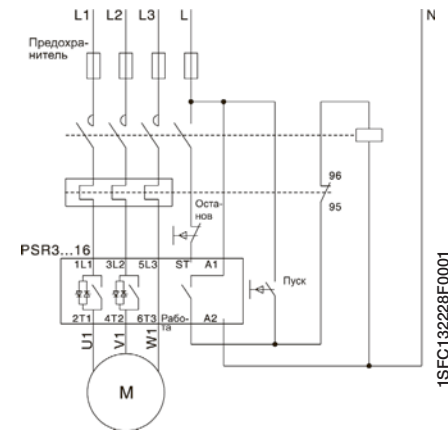 L1 L2 L3 L N
Предохра-
нитель
96
95
Оста-
нов
PSR3...16
1L1 3L2 5L3 ST A1
Пуск
2T1 4T2 6T3 Рабо-
та
A2
U1 V1 W1
M
1SFC132228F0001